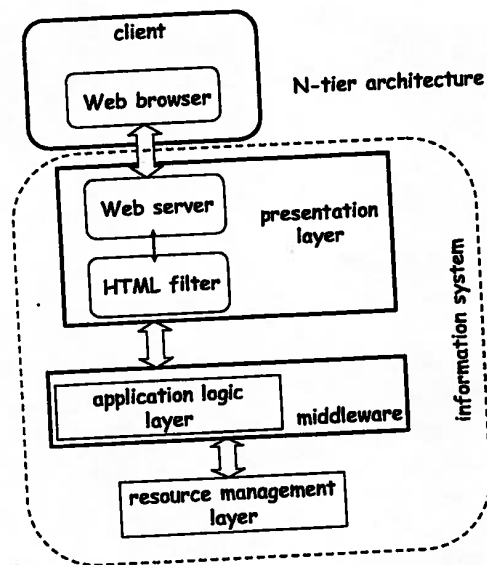 client
Web browser
N-tier architecture
Web server
presentation
layer
HTML filter
information system
application logic
layer
middleware
resource management
layer